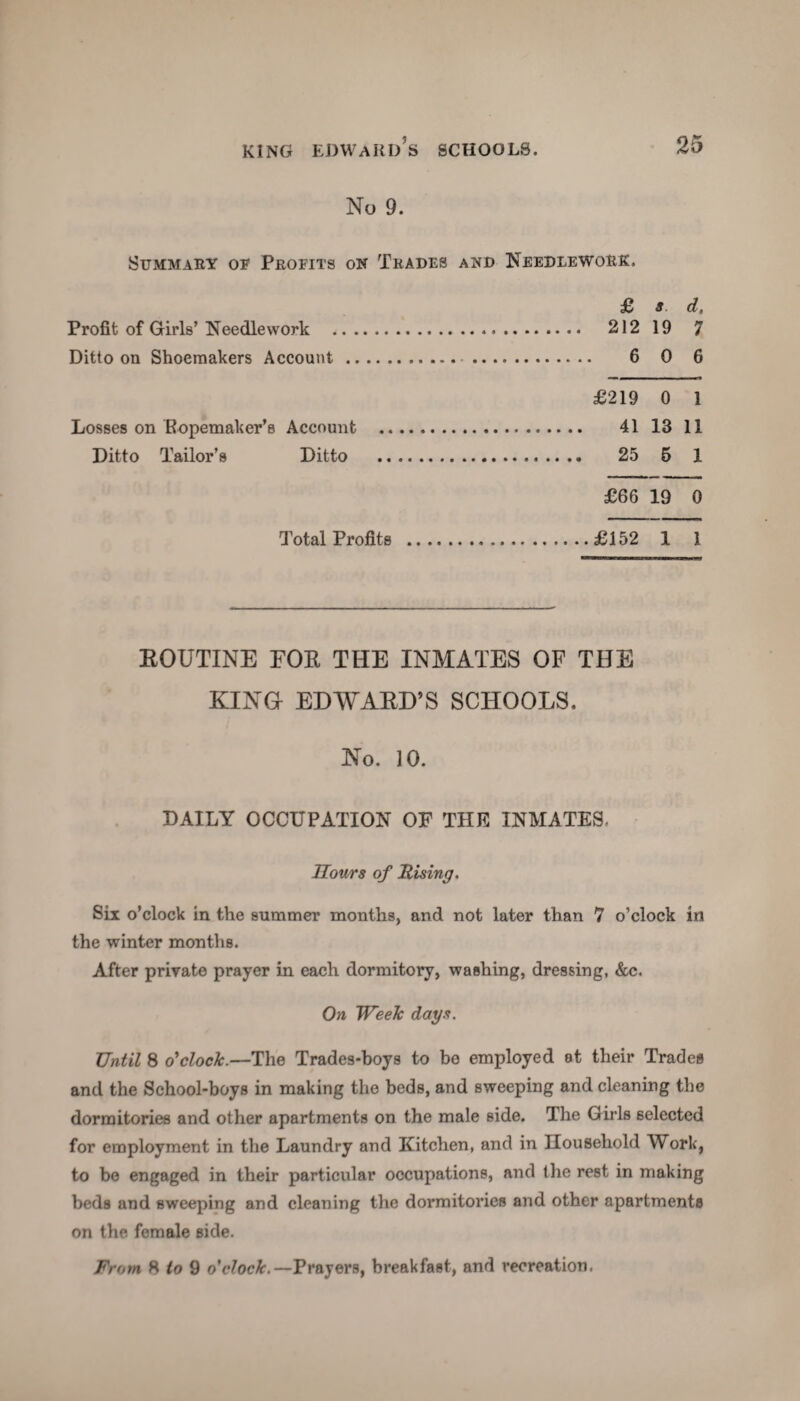 KING EDWARD'S SCHOOLS. 25
No 9.
SUMMARY OF PROFITS ON TRADES AND NEEDLEWORK.
£ s. d.
Profit of Girls' Needlework .......................... 212 19 7
Ditto on Shoemakers Account .......................... 6 0 6
£219 0 1
Losses on Ropemaker's Account ...................... 41 13 11
Ditto Tailor's Ditto ...................... 25 5 1
£66 19 0
Total Profits ......................£152 1 1
ROUTINE FOR THE INMATES OF THE
KING EDWARD'S SCHOOLS.
No. 10.
DAILY OCCUPATION OF THE INMATES.
Hours of Rising.
Six o'clock in the summer months, and not later than 7 o'clock in
the winter months.
After private prayer in each dormitory, washing, dressing, &c.
On Week days.
Until 8 o'clock.—The Trades-boys to be employed at their Trades
and the School-boys in making the beds, and sweeping and cleaning the
dormitories and other apartments on the male side. The Girls selected
for employment in the Laundry and Kitchen, and in Household Work,
to be engaged in their particular occupations, and the rest in making
beds and sweeping and cleaning the dormitories and other apartments
on the female side.
From 8 to 9 o'clock.—Prayers, breakfast, and recreation.